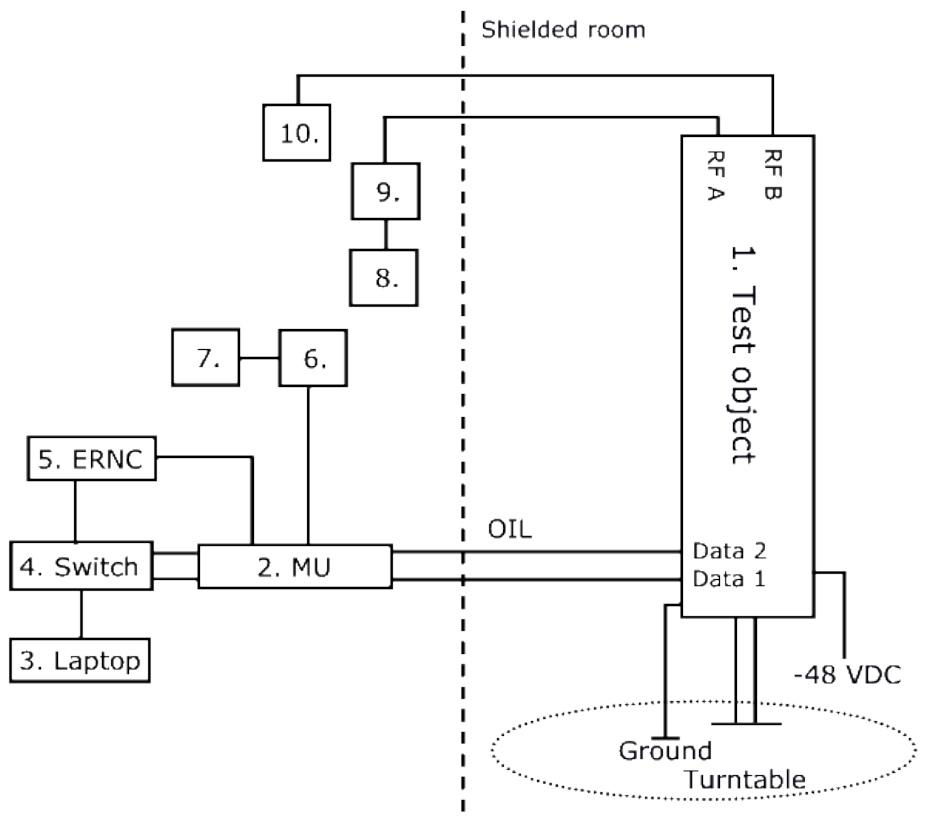 Shielded room
10.
9.
8.
RF A
RF B
1. Test object
7.
6.
5. ERNC
OIL
4. Switch
2. MU
Data 2
Data 1
3. Laptop
-48 VDC
Ground
Turntable